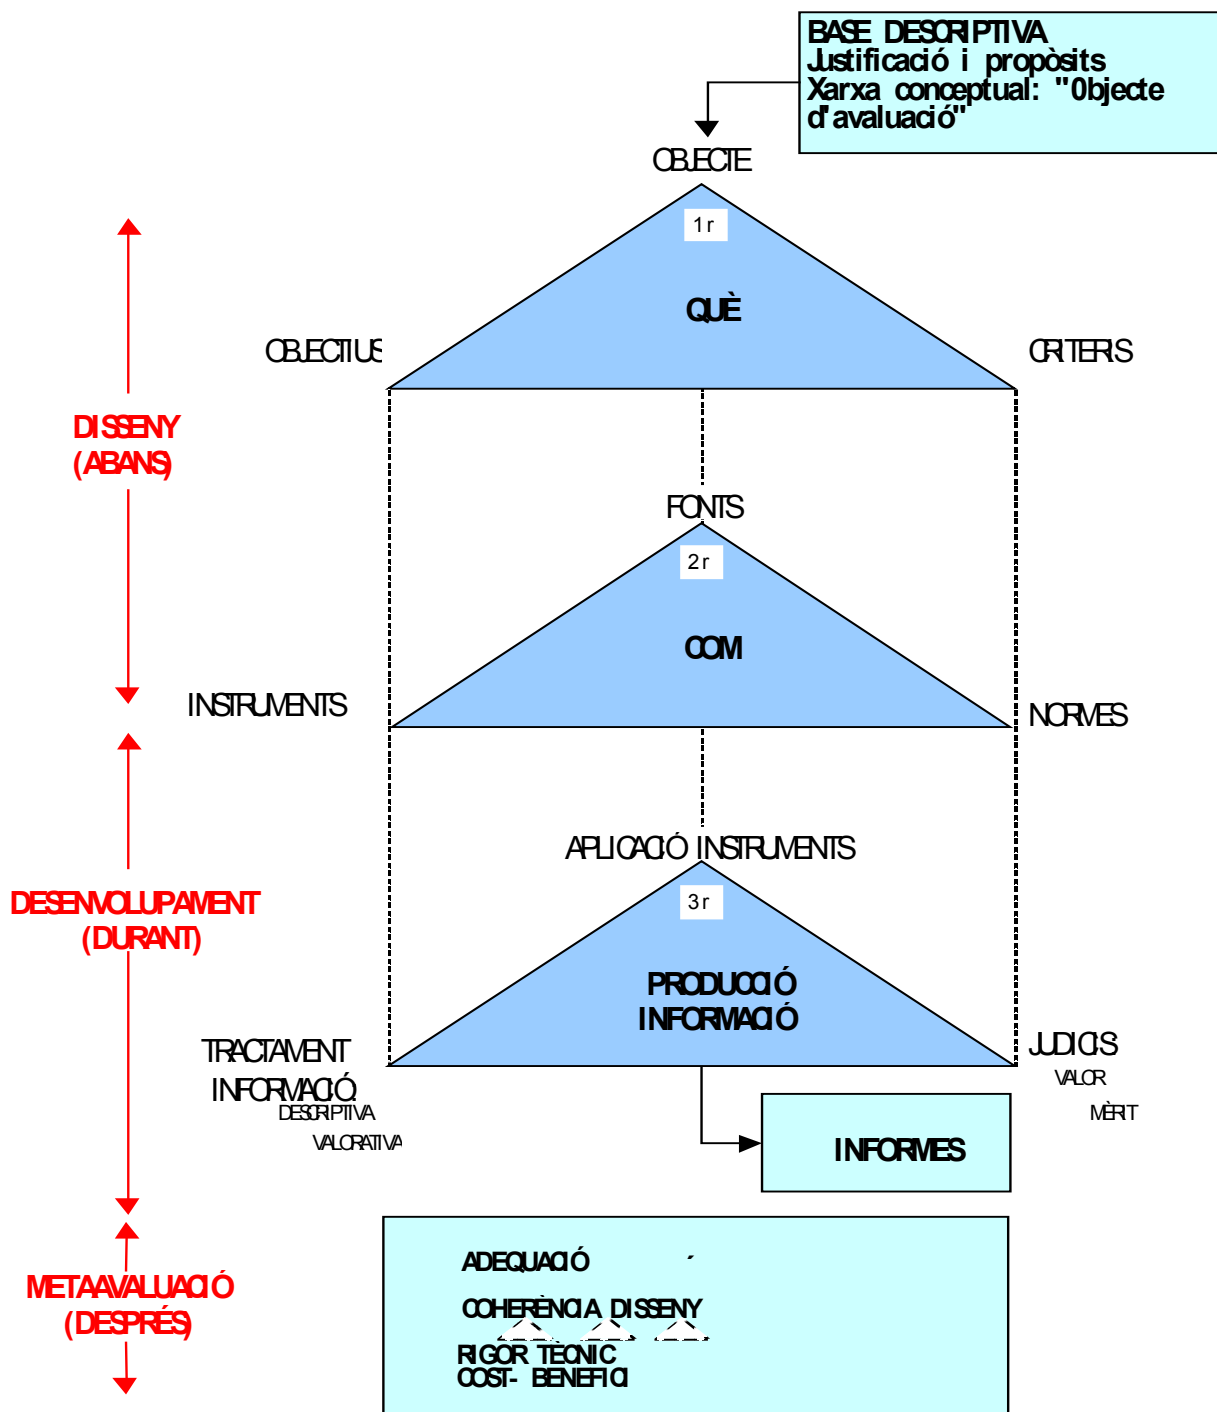 BASE DESCRIPTIVA
Justificació i propòsits
Xarxa conceptual: "0bjecte
d'avaluació"
OBJECTE
1r
QUÈ
OBJECTIUS
CRITERIS
DISSENY
(ABANS)
FONTS
2r
COM
INSTRUMENTS
NORMES
APLICACIÓ INSTRUMENTS
3r
DESENVOLUPAMENT
(DURANT)
PRODUCCIÓ
INFORMACIÓ
TRACTAMENT
INFORMACIÓ:
DESCRIPTIVA
VALORATIVA
JUDICIS:
VALOR
MÈRIT
INFORMES
METAAVALUACIÓ
(DESPRÉS)
ADEQUACIÓ
COHERÈNCIA DISSENY
RIGOR TÈCNIC
COST- BENEFICI